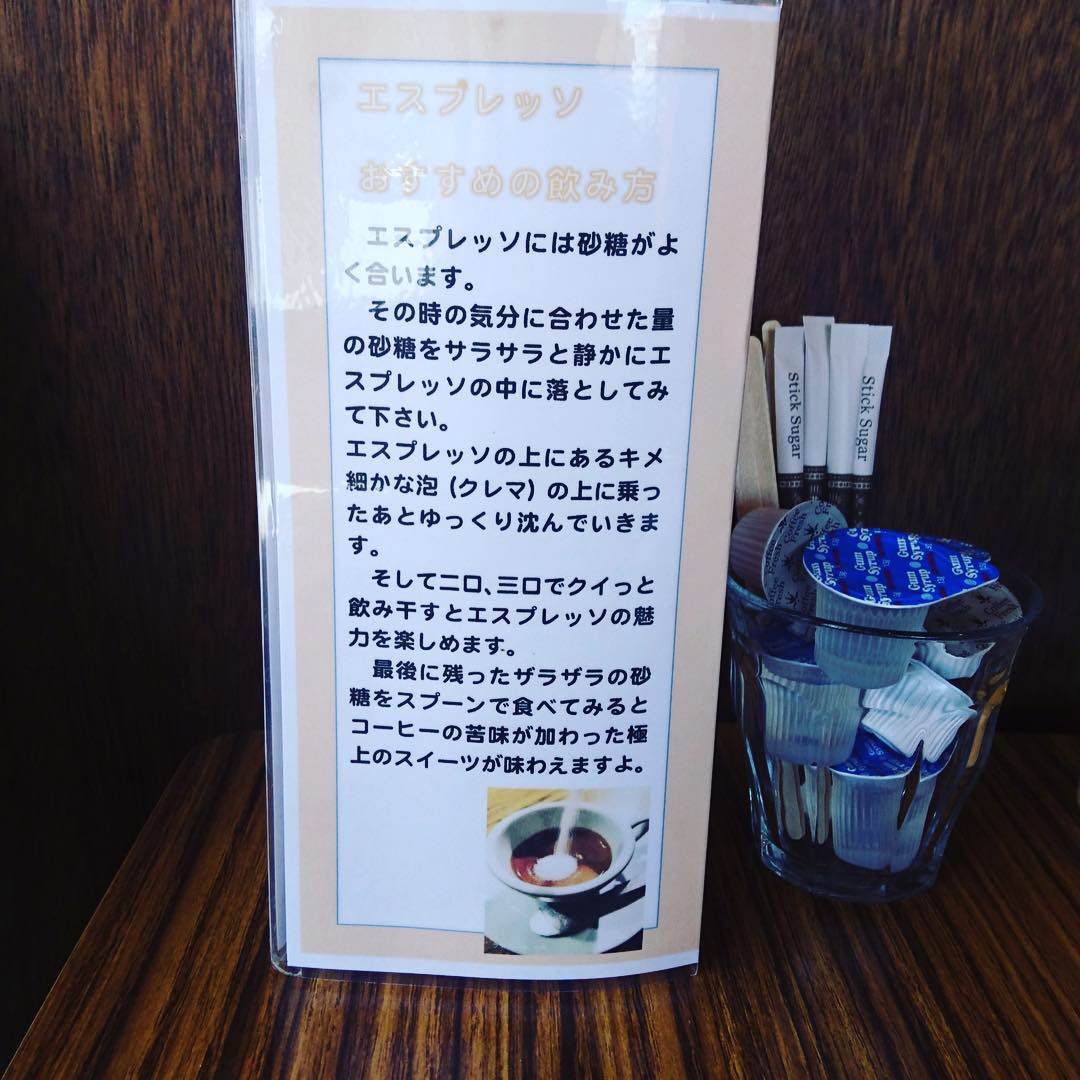 エスプレッソ
おすすめの飲み方
　エスプレッソには砂糖がよ
く合います。
　その時の気分に合わせた量
の砂糖をサラサラと静かにエ
スプレッソの中に落としてみ
て下さい。
エスプレッソの上にあるキメ
細かな泡（クレマ）の上に乗っ
たあとゆっくり沈んでいきま
す。
　そして二口、三口でクイっと
飲み干すとエスプレッソの魅
力を楽しめます。
　最後に残ったザラザラの砂
糖をスプーンで食べてみると
コーヒーの苦味が加わった極
上のスイーツが味わえますよ。
Stick Sugar
Stick Sugar
Coffee Fresh
Gum Syrup
Gum Syrup
Gum Syrup